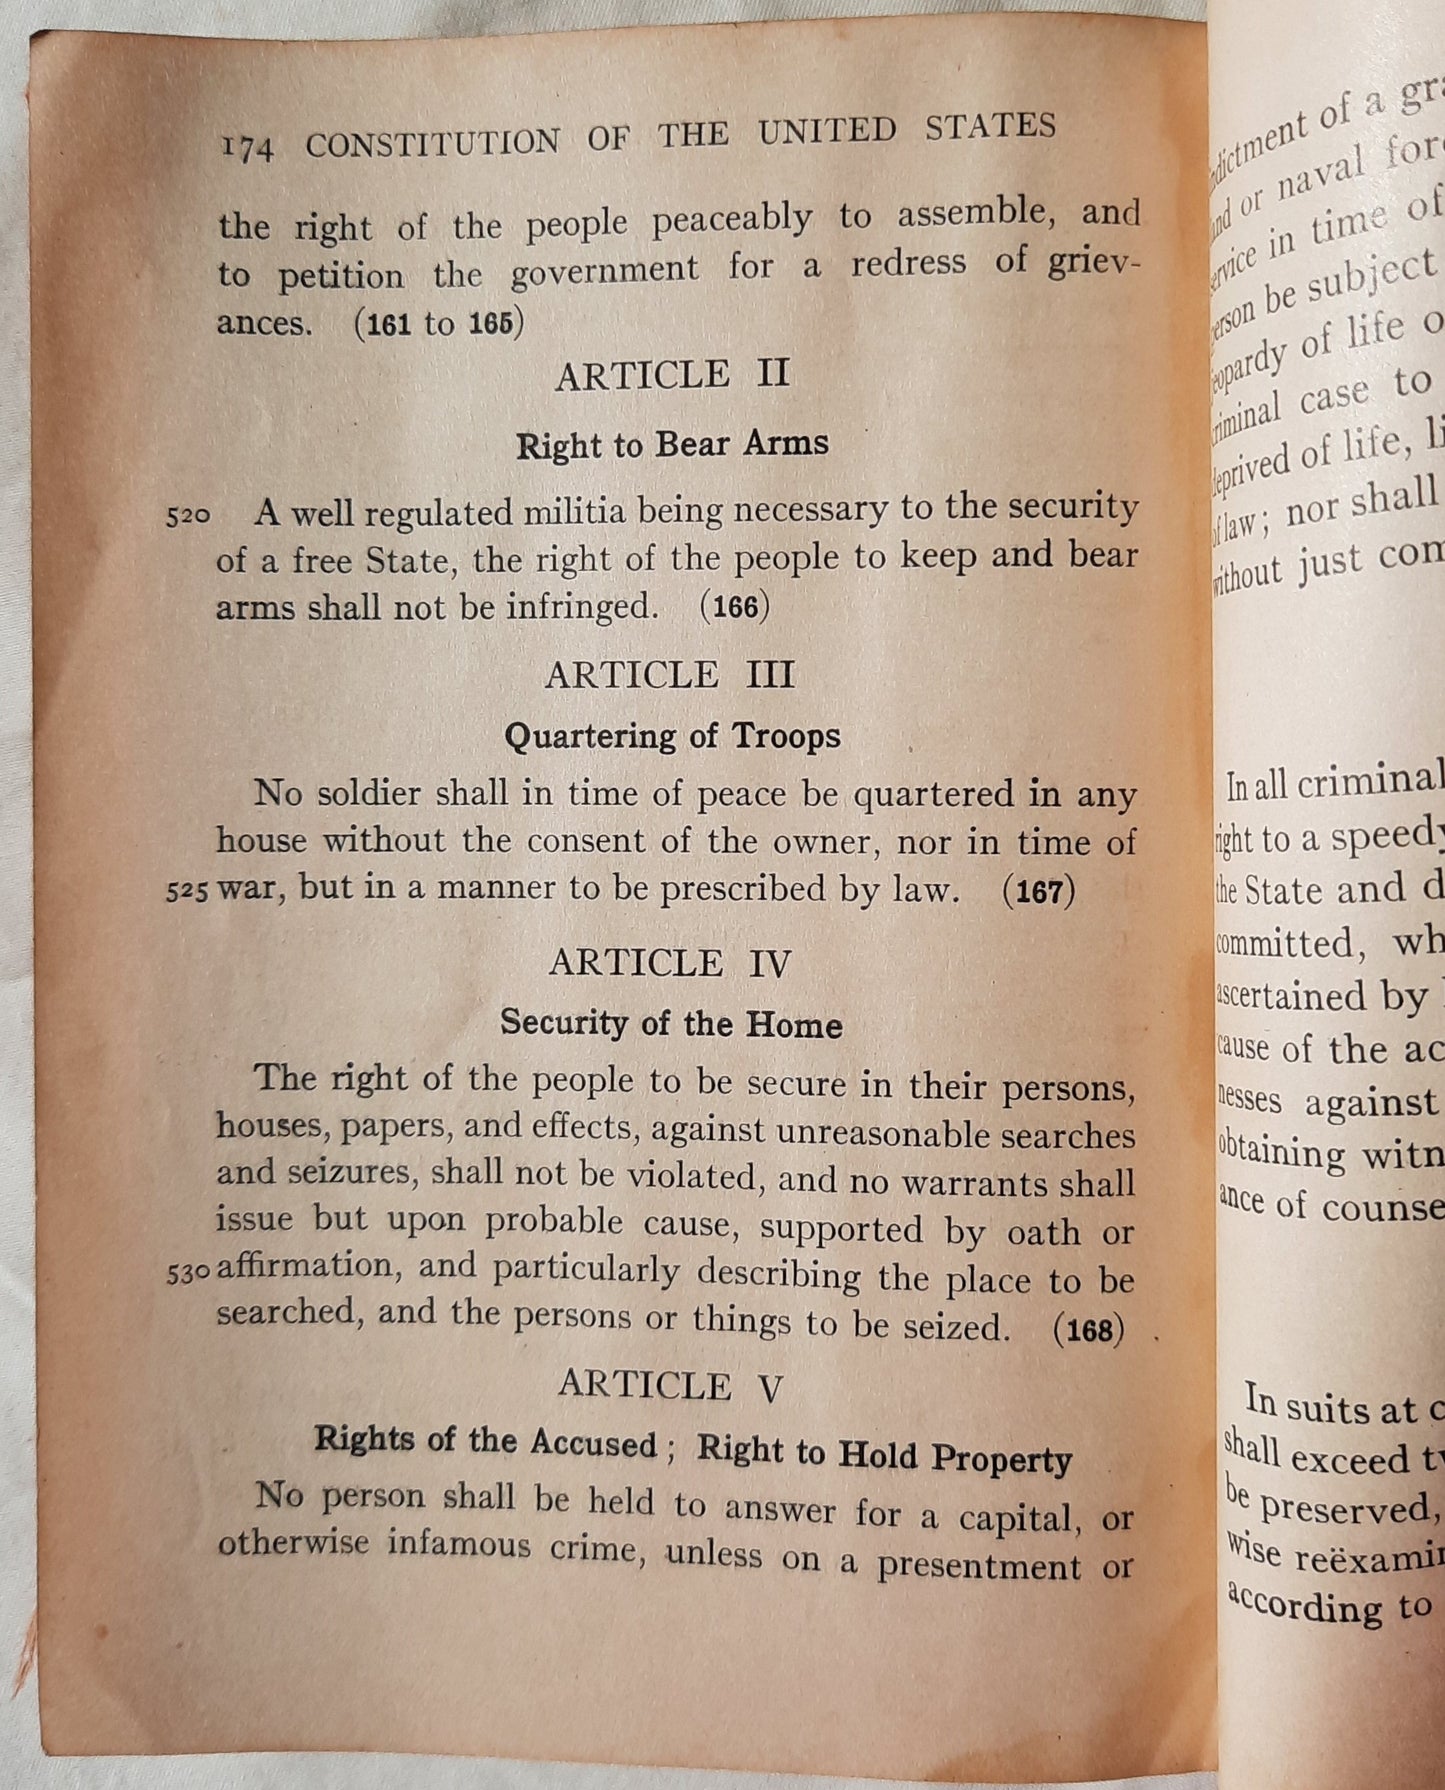 174 CONSTITUTION OF THE UNITED STATES
the right of the people peaceably to assemble, and
to petition the government for a redress of griev-
ances. (161 to 165)
ARTICLE II
Right to Bear Arms
520 A well regulated militia being necessary to the security
of a free State, the right of the people to keep and bear
arms shall not be infringed. (166)
ARTICLE III
Quartering of Troops
No soldier shall in time of peace be quartered in any
house without the consent of the owner, nor in time of
525 war, but in a manner to be prescribed by law. (167)
ARTICLE IV
Security of the Home
The right of the people to be secure in their persons,
houses, papers, and effects, against unreasonable searches
and seizures, shall not be violated, and no warrants shall
issue but upon probable cause, supported by oath or
530 affirmation, and particularly describing the place to be
searched, and the persons or things to be seized. (168)
ARTICLE V
Rights of the Accused; Right to Hold Property
No person shall be held to answer for a capital, or
otherwise infamous crime, unless on a presentment or
of a
or naval
in time of
be subject
of life
case to
deprived of life,
of law; nor shall
without just
In all criminal
right to a speedy
the State and
committed,
ascertained by
cause of the
nesses against
obtaining
ance of
In suits at
shall exceed
be preserved,
wise
according to